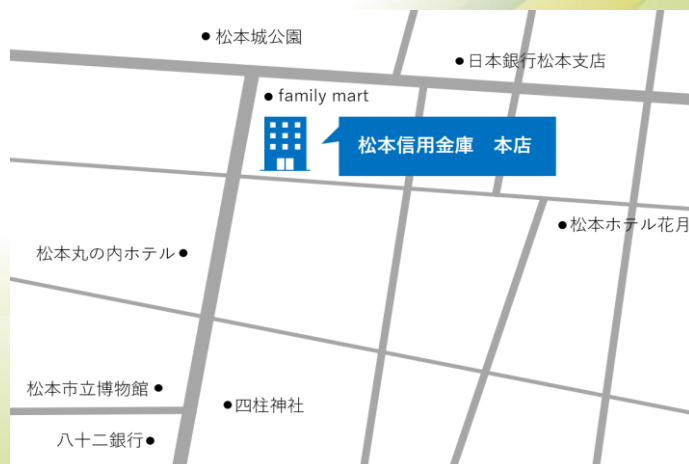 松本城公園
日本銀行松本支店
family mart
松本信用金庫　本店
松本ホテル花月
松本丸の内ホテル
松本市立博物館
四柱神社
八十二銀行